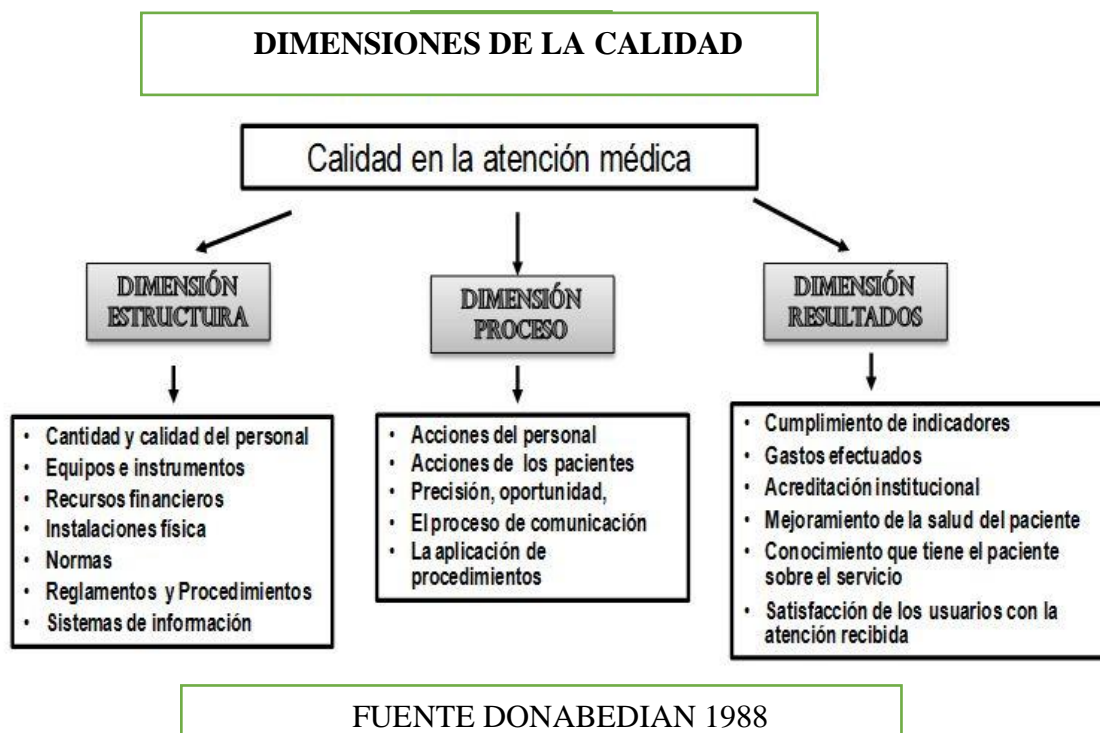 DIMENSIONES DE LA CALIDAD
Calidad en la atención médica
DIMENSIÓN
ESTRUCTURA
• Cantidad y calidad del personal
• Equipos e instrumentos
• Recursos financieros
• Instalaciones física
• Normas
• Reglamentos y Procedimientos
• Sistemas de información
DIMENSIÓN
PROCESO
• Acciones del personal
• Acciones de los pacientes
• Precisión, oportunidad,
• El proceso de comunicación
• La aplicación de
procedimientos
DIMENSIÓN
RESULTADOS
• Cumplimiento de indicadores
• Gastos efectuados
• Acreditación institucional
• Mejoramiento de la salud del paciente
• Conocimiento que tiene el paciente
sobre el servicio
• Satisfacción de los usuarios con la
atención recibida
FUENTE DONABEDIAN 1988